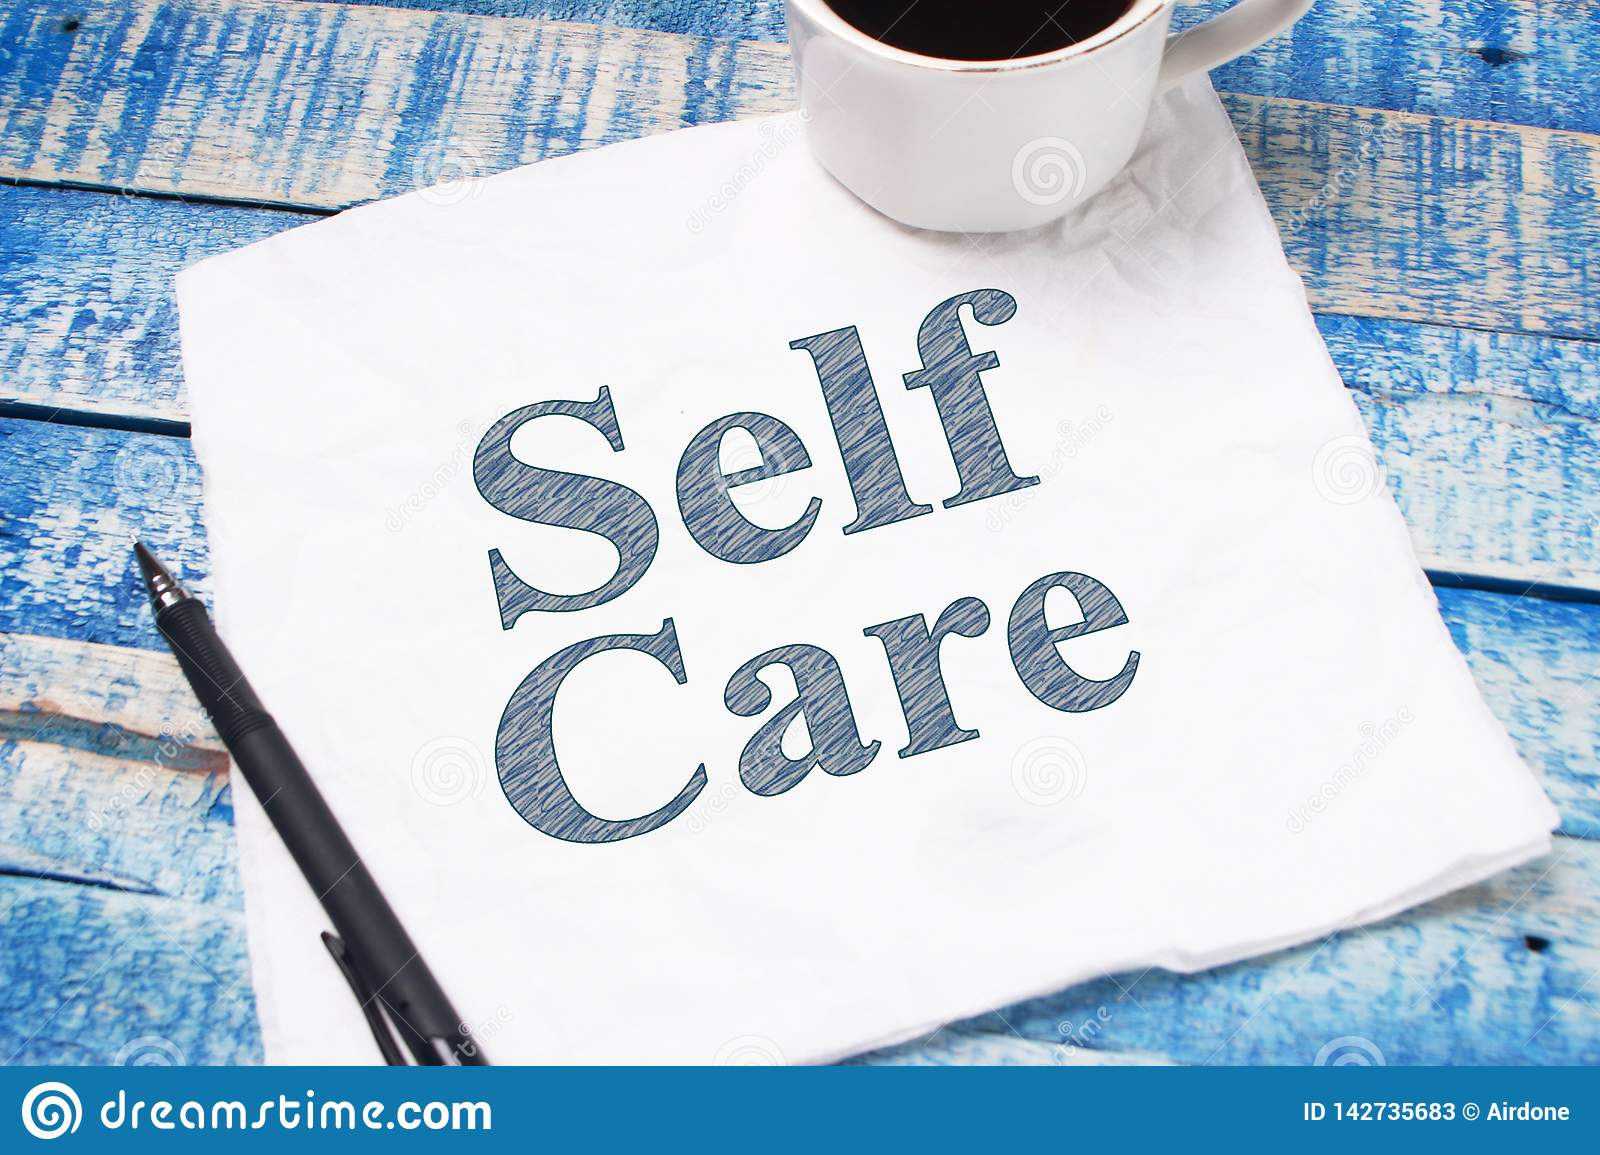 Self
Care
dreamstime.com
ID 142735683 © Airdone